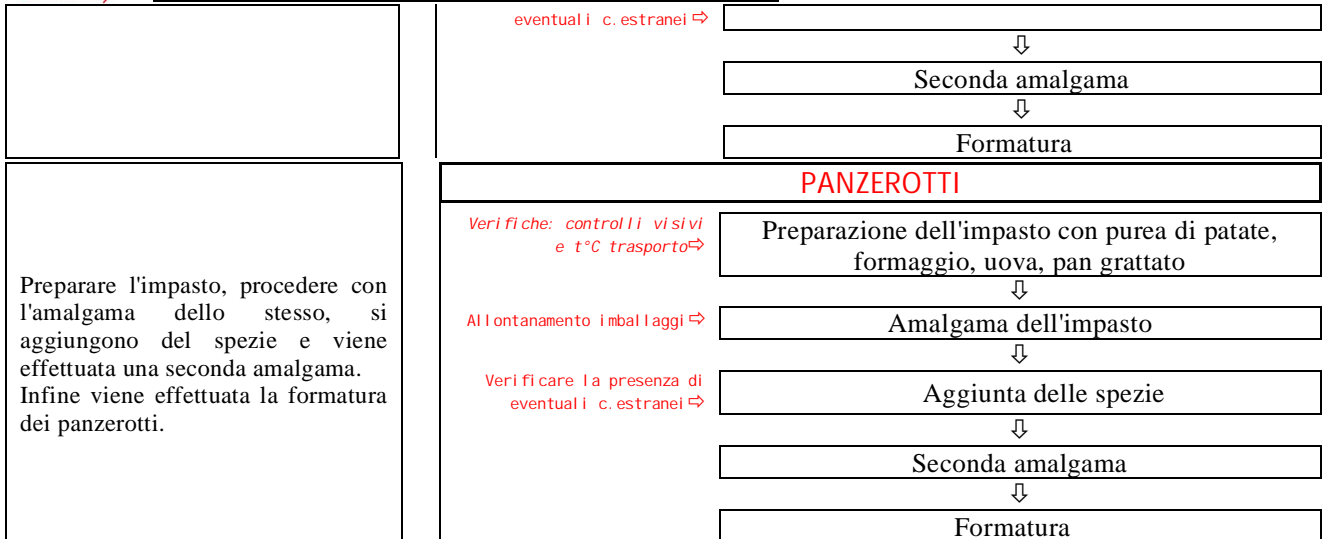 eventuali c.estranei ⇨
⇩
Seconda amalgama
⇩
Formatura
PANZEROTTI
Preparare l'impasto, procedere con
l'amalgama dello stesso, si
aggiungono del spezie e viene
effettuata una seconda amalgama.
Infine viene effettuata la formatura
dei panzerotti.
Verifiche: controlli visivi
e t°C trasporto⇨
Preparazione dell'impasto con purea di patate,
formaggio, uova, pan grattato
⇩
Allontanamento imballaggi ⇨
Amalgama dell'impasto
⇩
Verificare la presenza di
eventuali c.estranei ⇨
Aggiunta delle spezie
⇩
Seconda amalgama
⇩
Formatura